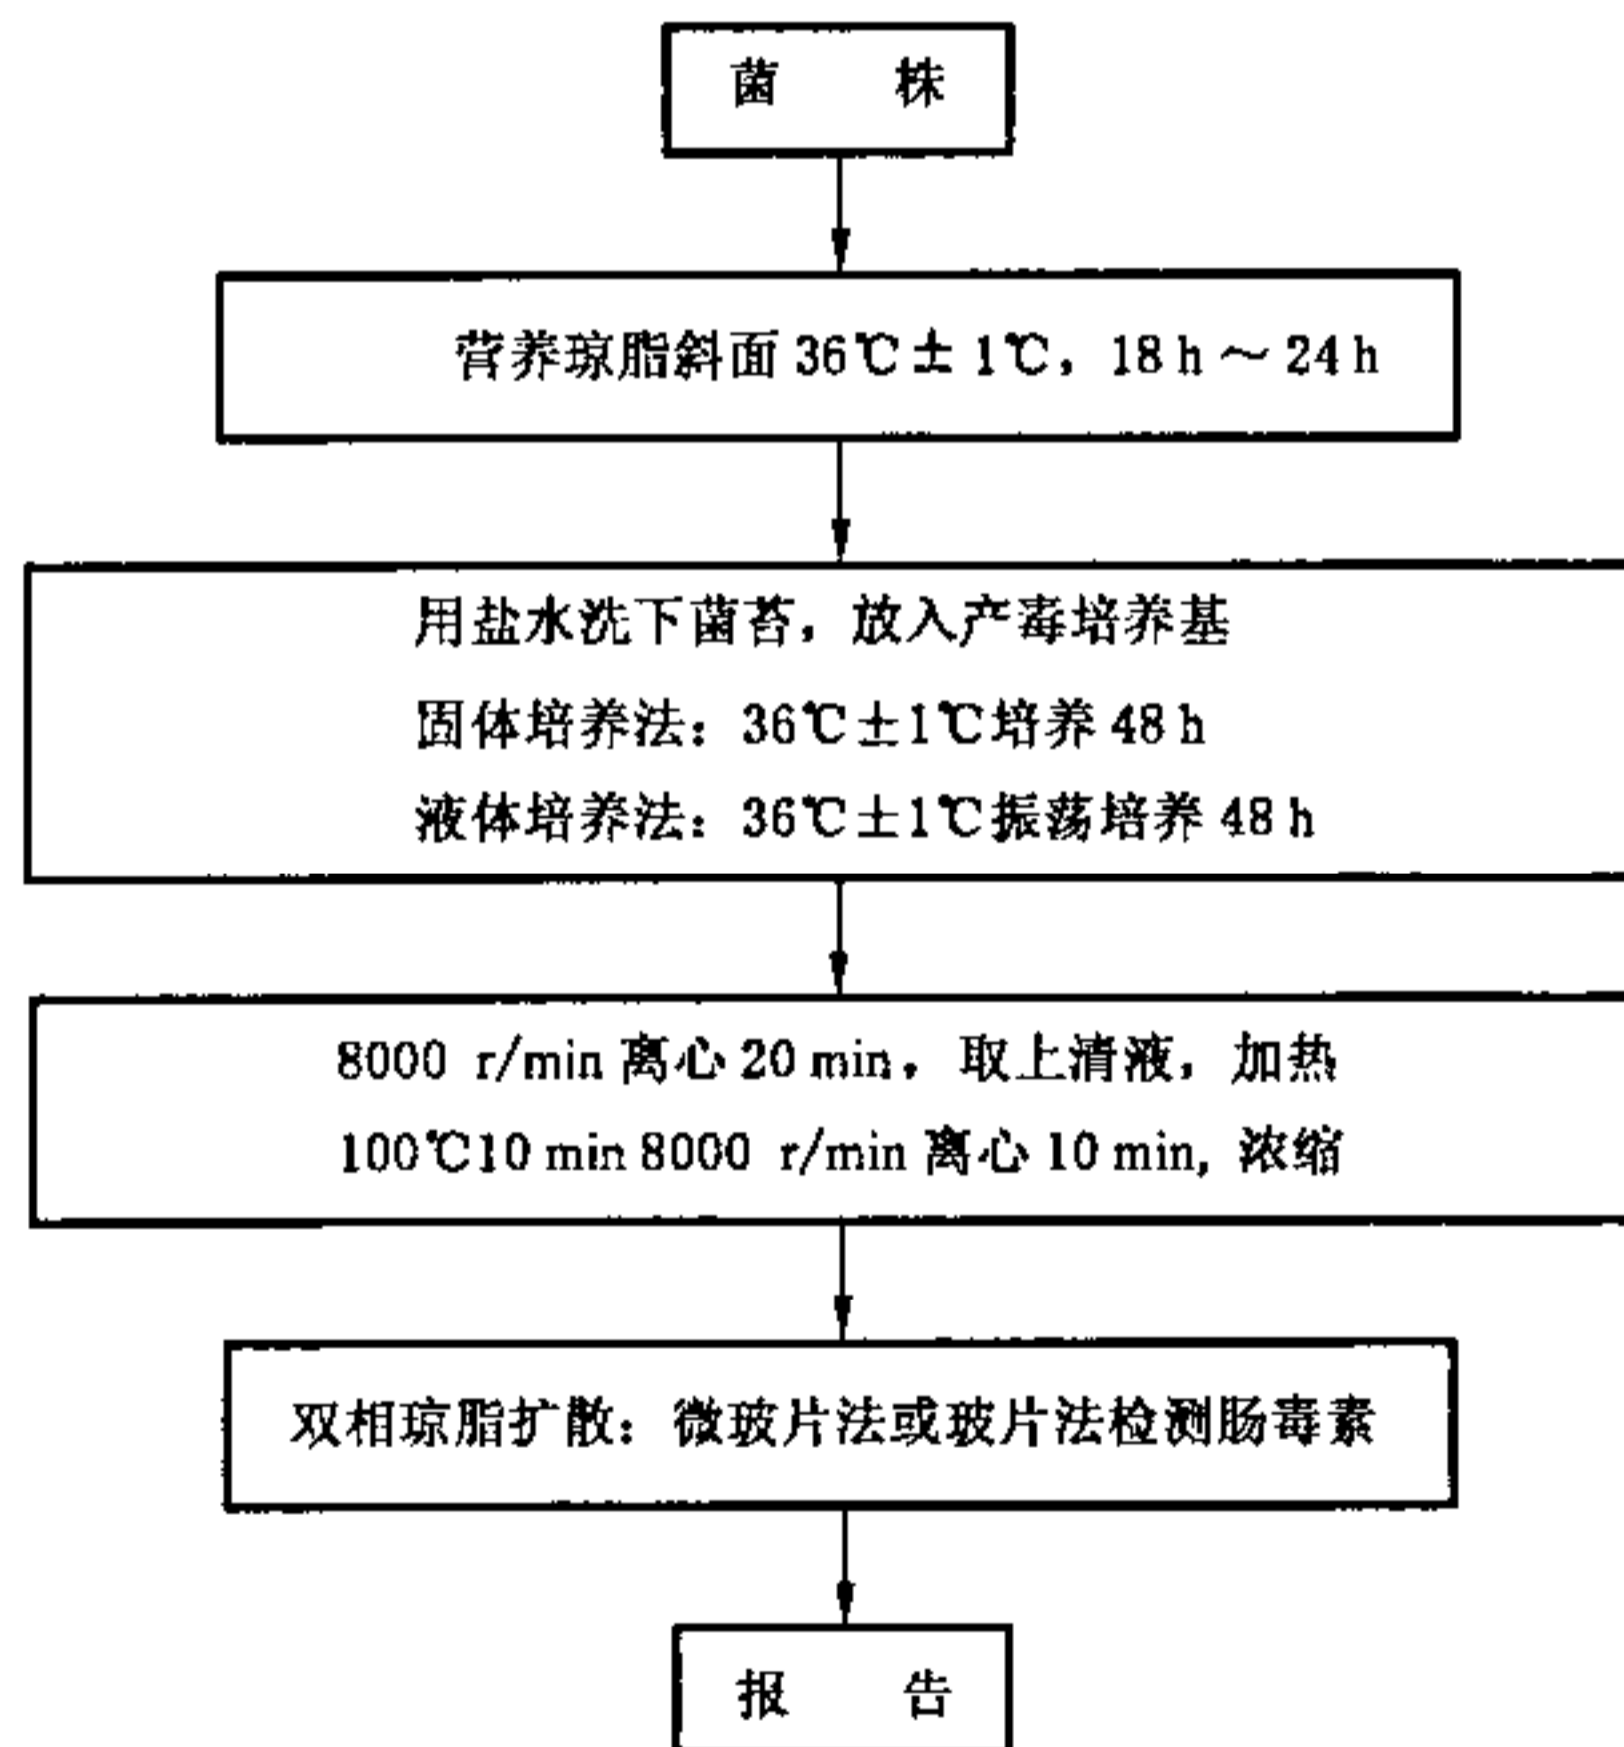 菌 株
营养琼脂斜面 36℃ ± 1℃，18 h ～ 24 h
用盐水洗下菌苔，放入产毒培养基
固体培养法：36℃±1℃培养 48 h
液体培养法：36℃±1℃振荡培养 48 h
8000 r/min 离心 20 min，取上清液，加热
100℃10 min 8000 r/min 离心 10 min, 浓缩
双相琼脂扩散：微玻片法或玻片法检测肠毒素
报 告